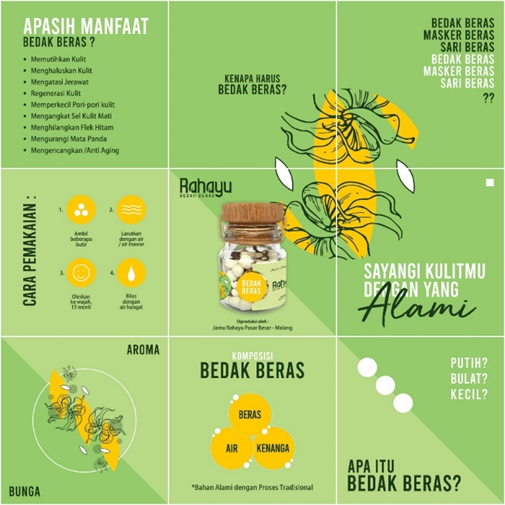 APASIH MANFAAT
BEDAK BERAS ?
Memutihkan Kulit
Menghaluskan Kulit
Mengatasi Jerawat
Regenerasi Kulit
Memperkecil Pori-pori kulit
Mengangkat Sel Kulit Mati
Menghilangkan Flek Hitam
Mengurangi Mata Panda
Mengencangkan /Anti Aging
KENAPA HARUS
BEDAK BERAS?
BEDAK BERAS
MASKER BERAS
SARI BERAS
BEDAK BERAS
MASKER BERAS
SARI BERAS
??
CARA PEMAKAIAN :
1.
Ambil
beberapa
butir
2.
Larutkan
dengan air
/ air mawar
3.
Oleskan
ke wajah,
15 menit
4.
Bilas
dengan
air hangat
Rahayu
BEDAK BERAS
BEDAK
BERAS
Diproduksi oleh :
Jamu Rahayu Pasar Besar - Malang
SAYANGI KULITMU
DENGAN YANG
Alami
AROMA
BUNGA
KOMPOSISI
BEDAK BERAS
BERAS
AIR
KENANGA
*Bahan Alami dengan Proses Tradisional
PUTIH?
BULAT?
KECIL?
APA ITU
BEDAK BERAS?